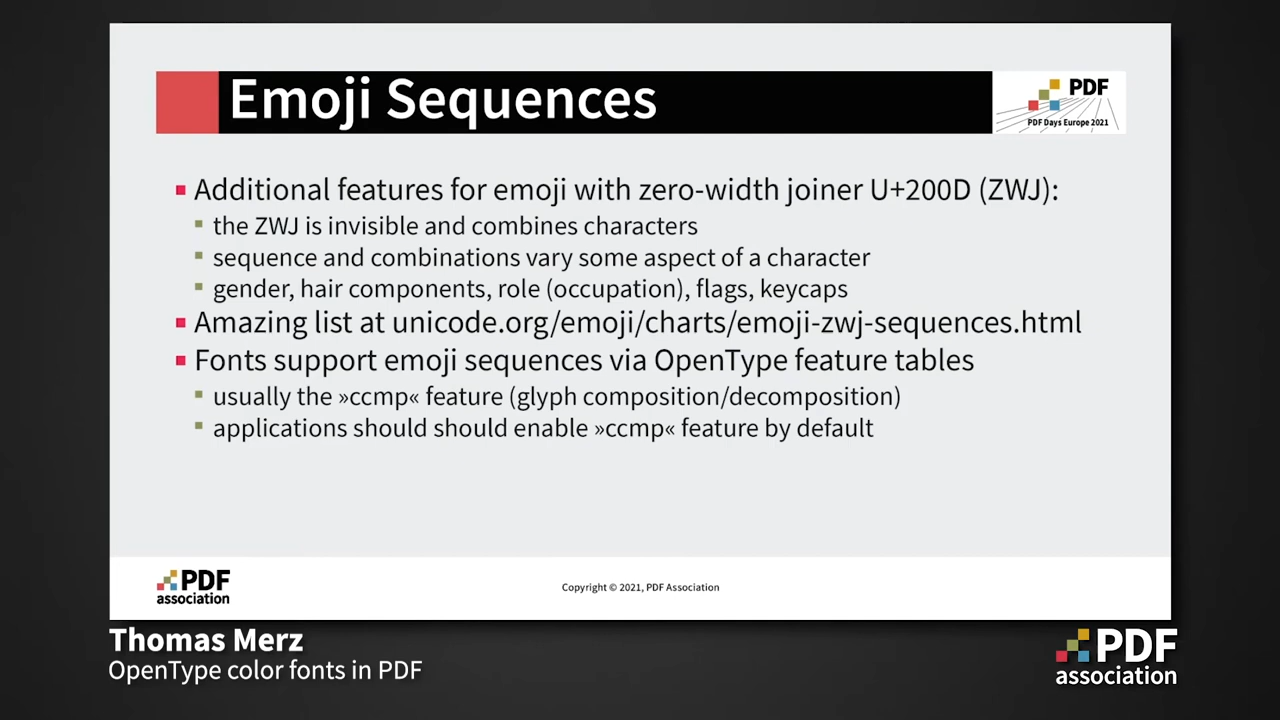 Emoji Sequences
PDF
PDF Days Europe 2021
Additional features for emoji with zero-width joiner U+200D (ZWJ):
the ZWJ is invisible and combines characters
sequence and combinations vary some aspect of a character
gender, hair components, role (occupation), flags, keycaps
Amazing list at unicode.org/emoji/charts/emoji-zwj-sequences.html
Fonts support emoji sequences via OpenType feature tables
usually the »ccmp« feature (glyph composition/decomposition)
applications should should enable »ccmp« feature by default
PDF
association
Copyright © 2021, PDF Association
Thomas Merz
OpenType color fonts in PDF
PDF
association